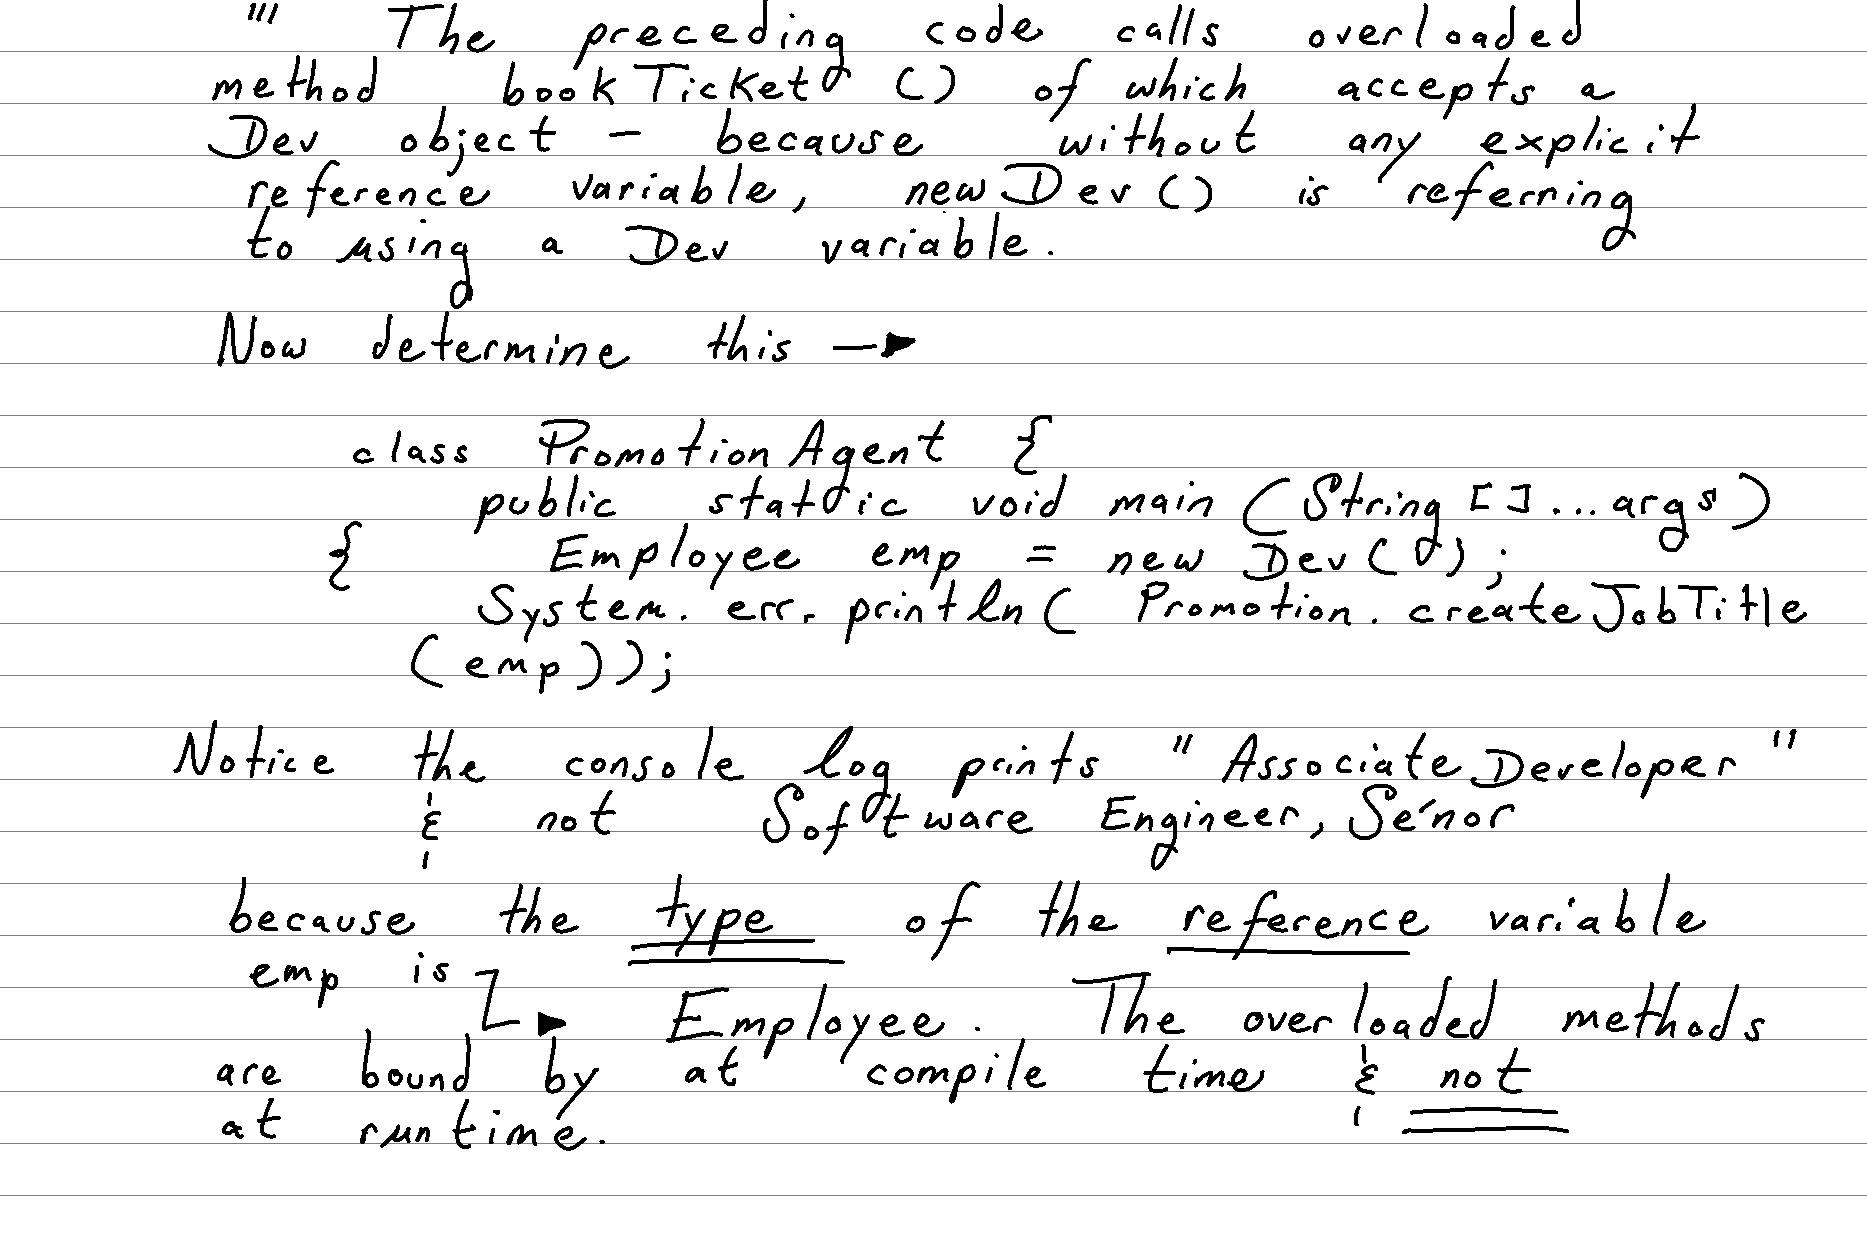 "' The preceding code calls overloaded
method bookTicket () of which accepts a
Dev object - because without any explicit
reference variable, new Dev () is referring
to using a Dev variable.
Now determine this →
class PromotionAgent {
public static void main (String []... args)
{ Employee emp = new Dev();
System.err.println( Promotion.createJobTitle
(emp));
Notice the console log prints "Associate Developer"
& not Software Engineer, Sénor
because the type of the reference variable
emp is
→ Employee. The overloaded methods
are bound by at compile time & not
at runtime.